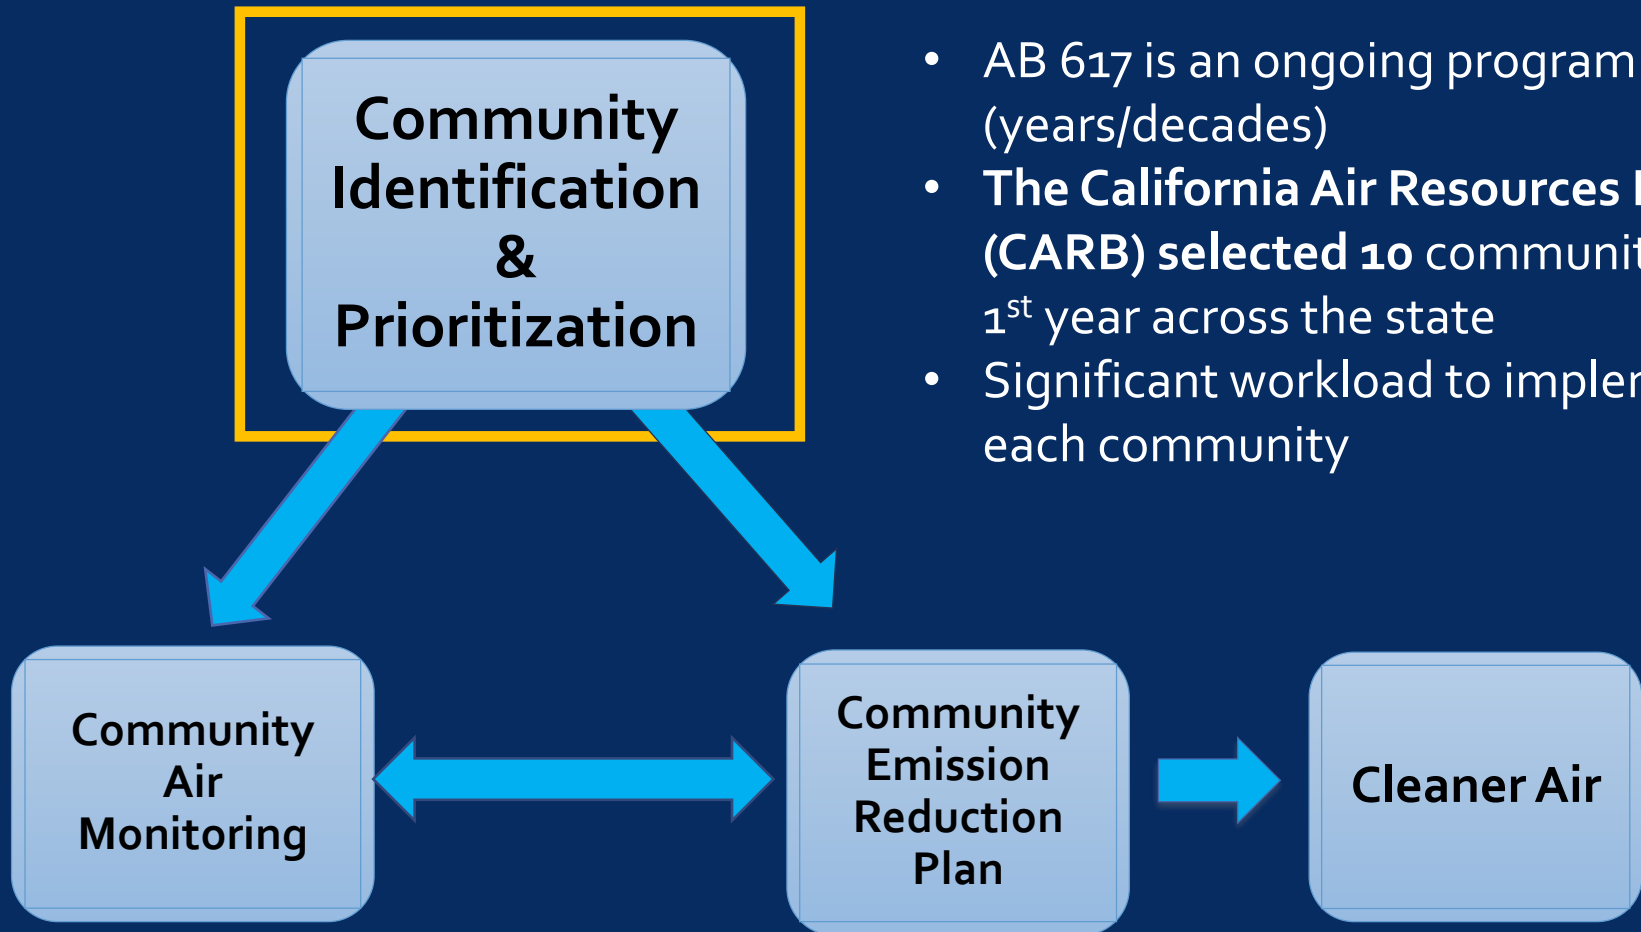 Community
Identification
&
Prioritization
• AB 617 is an ongoing program
(years/decades)
• The California Air Resources
(CARB) selected 10
1st year across the state
• Significant workload to
each community
Community
Air
Monitoring
Community
Emission
Reduction
Plan
Cleaner Air